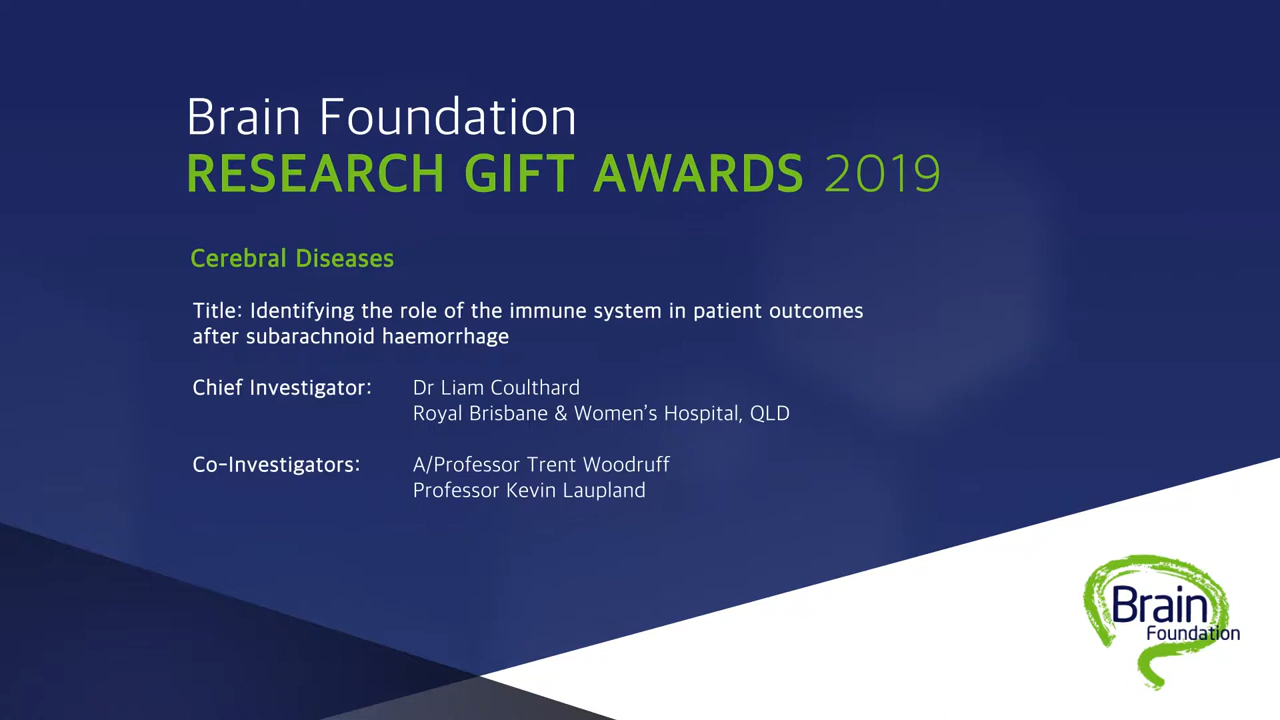 Brain Foundation
RESEARCH GIFT AWARDS 2019
Cerebral Diseases
Title: Identifying the role of the immune system in patient outcomes
after subarachnoid haemorrhage
Chief Investigator: Dr Liam Coulthard
Royal Brisbane & Women's Hospital, QLD
Co-Investigators: A/Professor Trent Woodruff
Professor Kevin Laupland
Brain
Foundation